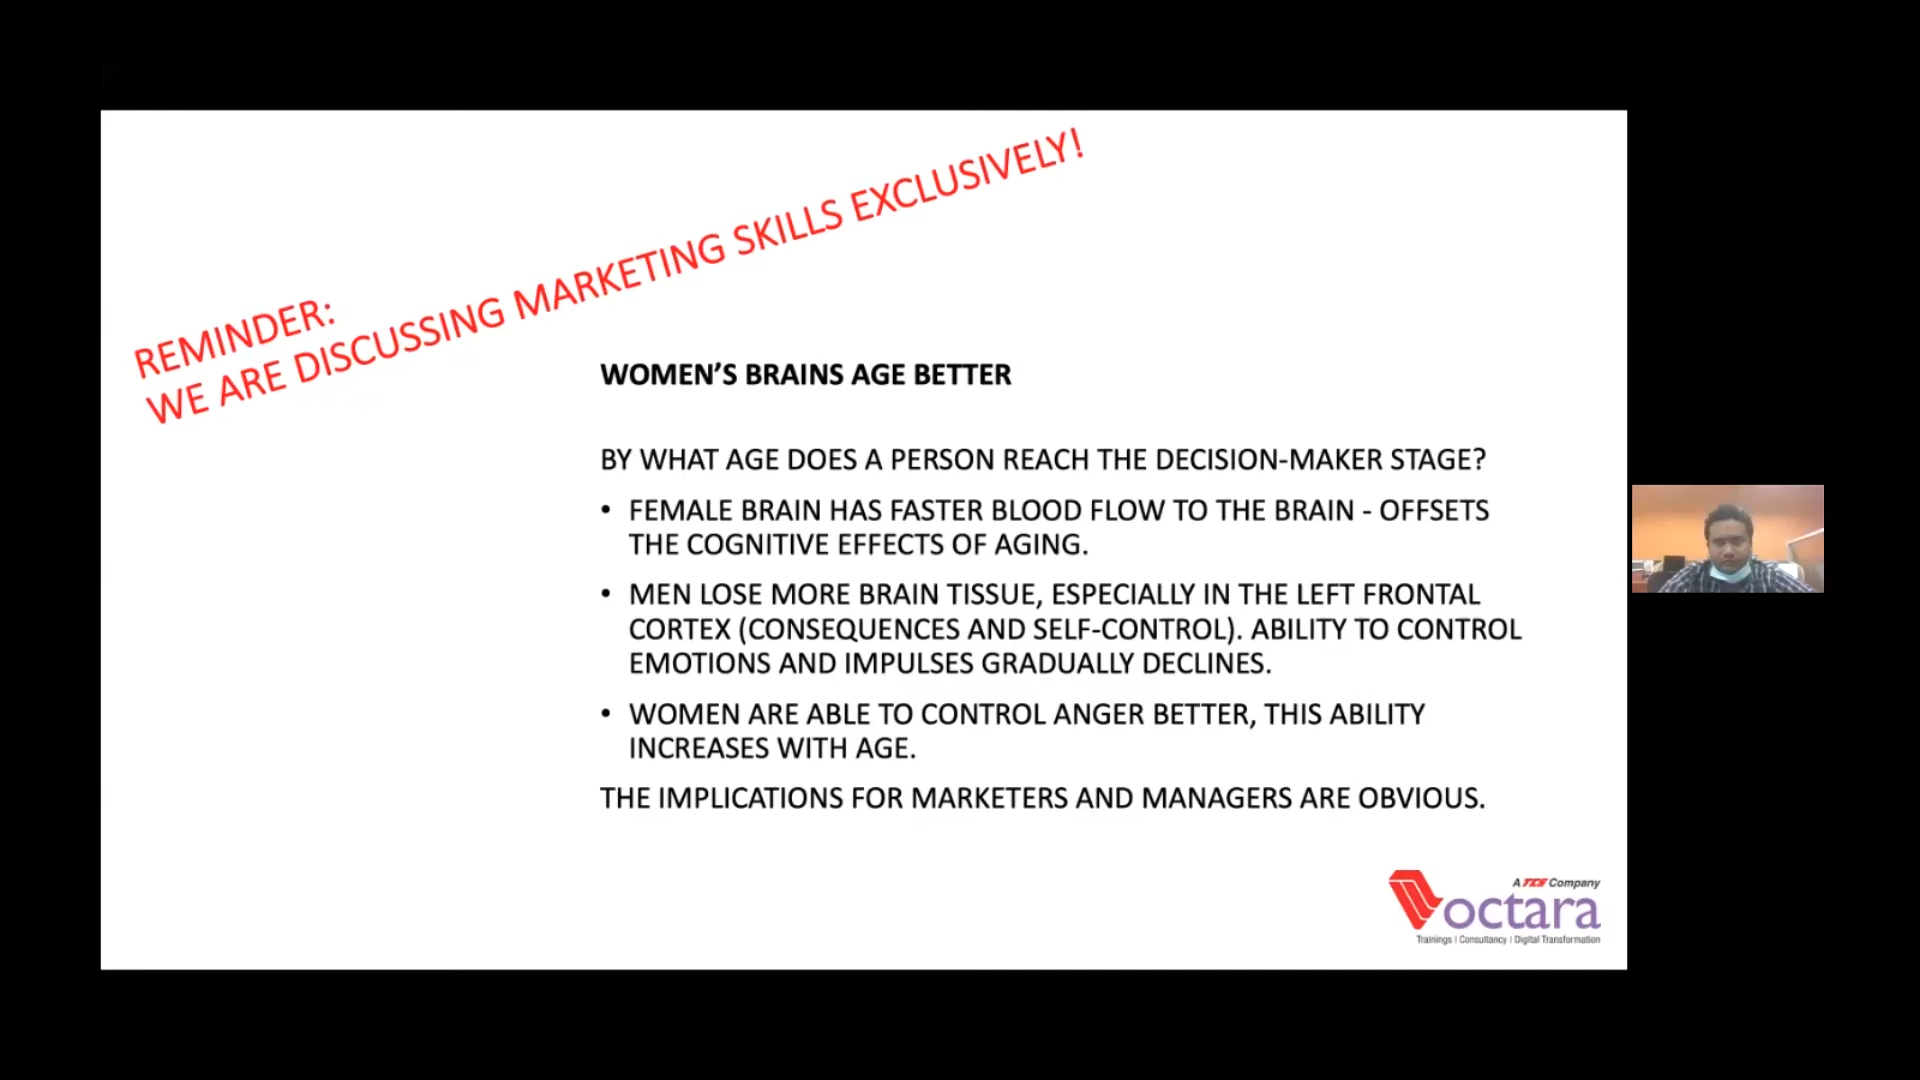 REMINDER:
WE ARE DISCUSSING MARKETING SKILLS EXCLUSIVELY!
WOMEN'S BRAINS AGE BETTER
BY WHAT AGE DOES A PERSON REACH THE DECISION-MAKER STAGE?
• FEMALE BRAIN HAS FASTER BLOOD FLOW TO THE BRAIN - OFFSETS
THE COGNITIVE EFFECTS OF AGING.
• MEN LOSE MORE BRAIN TISSUE, ESPECIALLY IN THE LEFT FRONTAL
CORTEX (CONSEQUENCES AND SELF-CONTROL). ABILITY TO CONTROL
EMOTIONS AND IMPULSES GRADUALLY DECLINES.
• WOMEN ARE ABLE TO CONTROL ANGER BETTER, THIS ABILITY
INCREASES WITH AGE.
THE IMPLICATIONS FOR MARKETERS AND MANAGERS ARE OBVIOUS.
A TCS Company
octara
Trainings | Consultancy | Digital Transformation